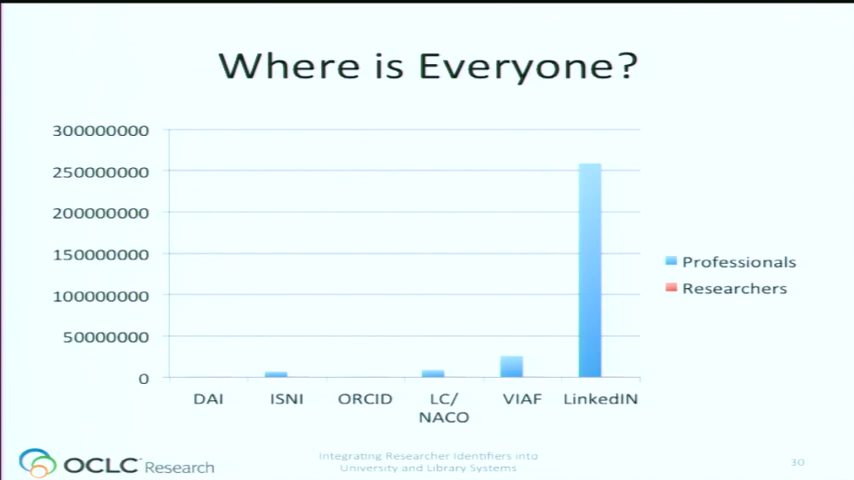 Where is Everyone?
300000000
250000000
200000000
150000000
100000000
50000000
0
DAI
ISNI
ORCID
LC/
NACO
VIAF
LinkedIN
Professionals
Researchers
OCLC Research
Integrating Researcher Identifiers into
University and Library Systems
30